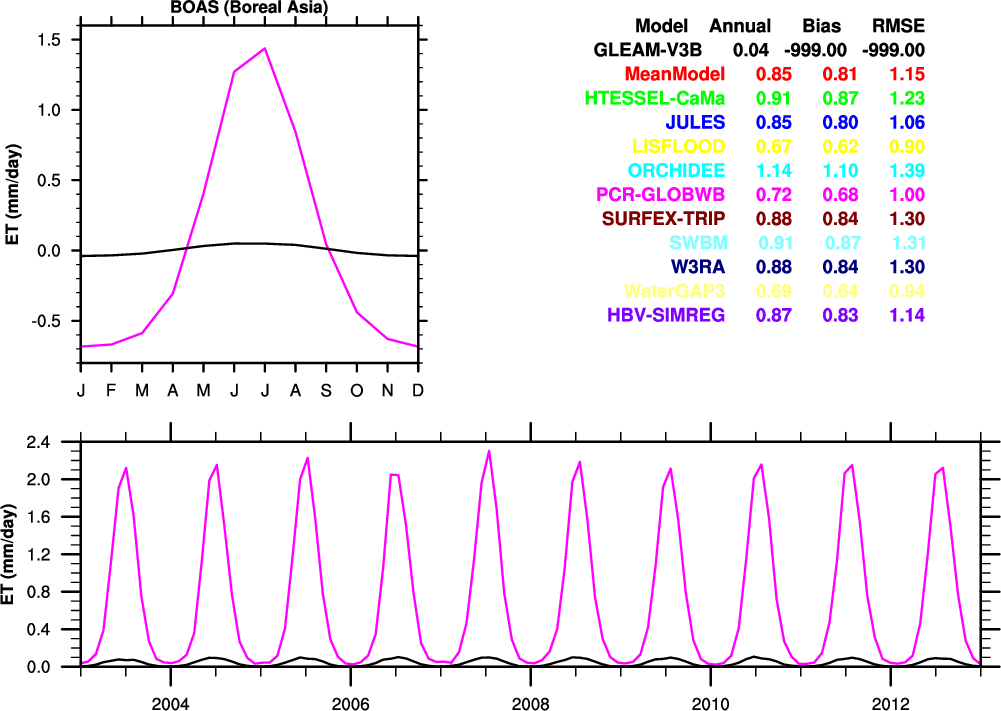 BOAS (Boreal Asia)
ET (mm/day)
1.5
1.0
0.5
0.0
-0.5
J F M A M J J A S O N D
Model Annual Bias RMSE
GLEAM-V3B 0.04 -999.00 -999.00
MeanModel 0.85 0.81 1.15
HTESSEL-CaMa 0.91 0.87 1.23
JULES 0.85 0.80 1.06
LISFLOOD 0.67 0.62 0.90
ORCHIDEE 1.14 1.10 1.39
PCR-GLOBWB 0.72 0.68 1.00
SURFEX-TRIP 0.88 0.84 1.30
SWBM 0.91 0.87 1.31
W3RA 0.88 0.84 1.30
WaterGAP3 0.69 0.64 0.94
HBV-SIMREG 0.87 0.83 1.14
ET (mm/day)
2.4
2.0
1.6
1.2
0.8
0.4
0.0
2004 2006 2008 2010 2012